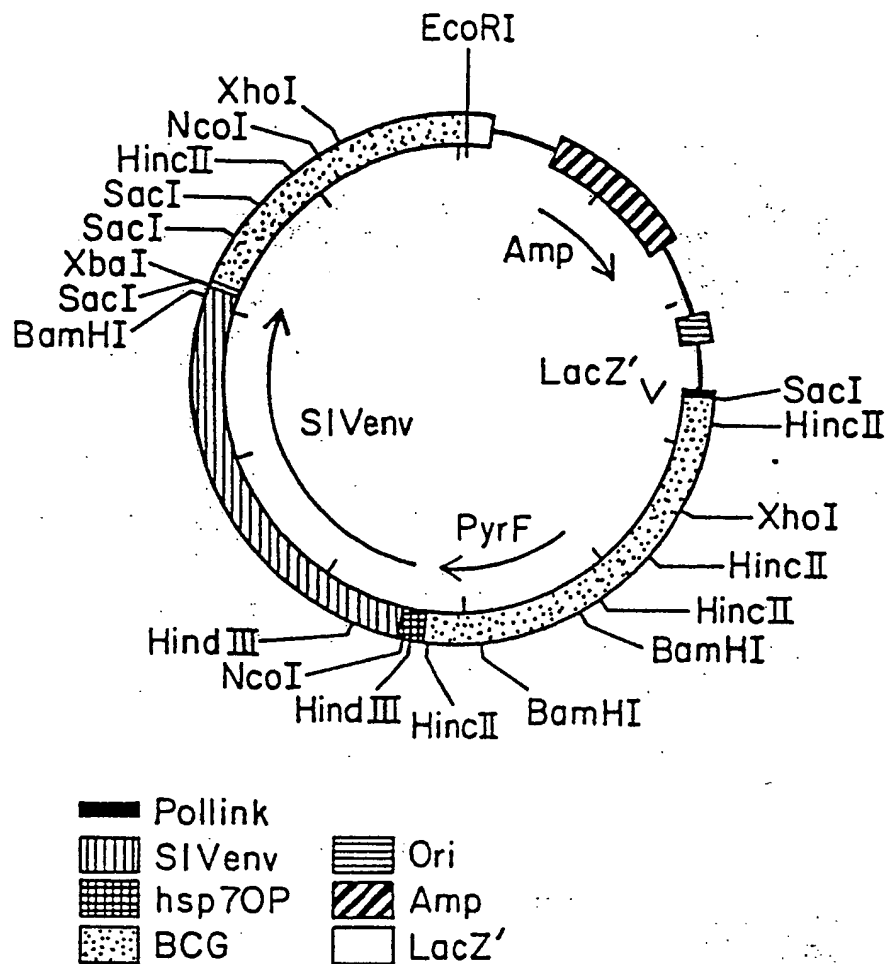 EcoRI
XhoI
NcoI
HincII
SacI
SacI
XbaI
SacI
BamHI
Amp
LacZ'
SacI
HincII
SIVenv
XhoI
PyrF
HincII
HincII
BamHI
HindIII
NcoI
HindIII
HincII
BamHI
Pollink
SIVenv
Ori
hsp70P
Amp
BCG
LacZ'